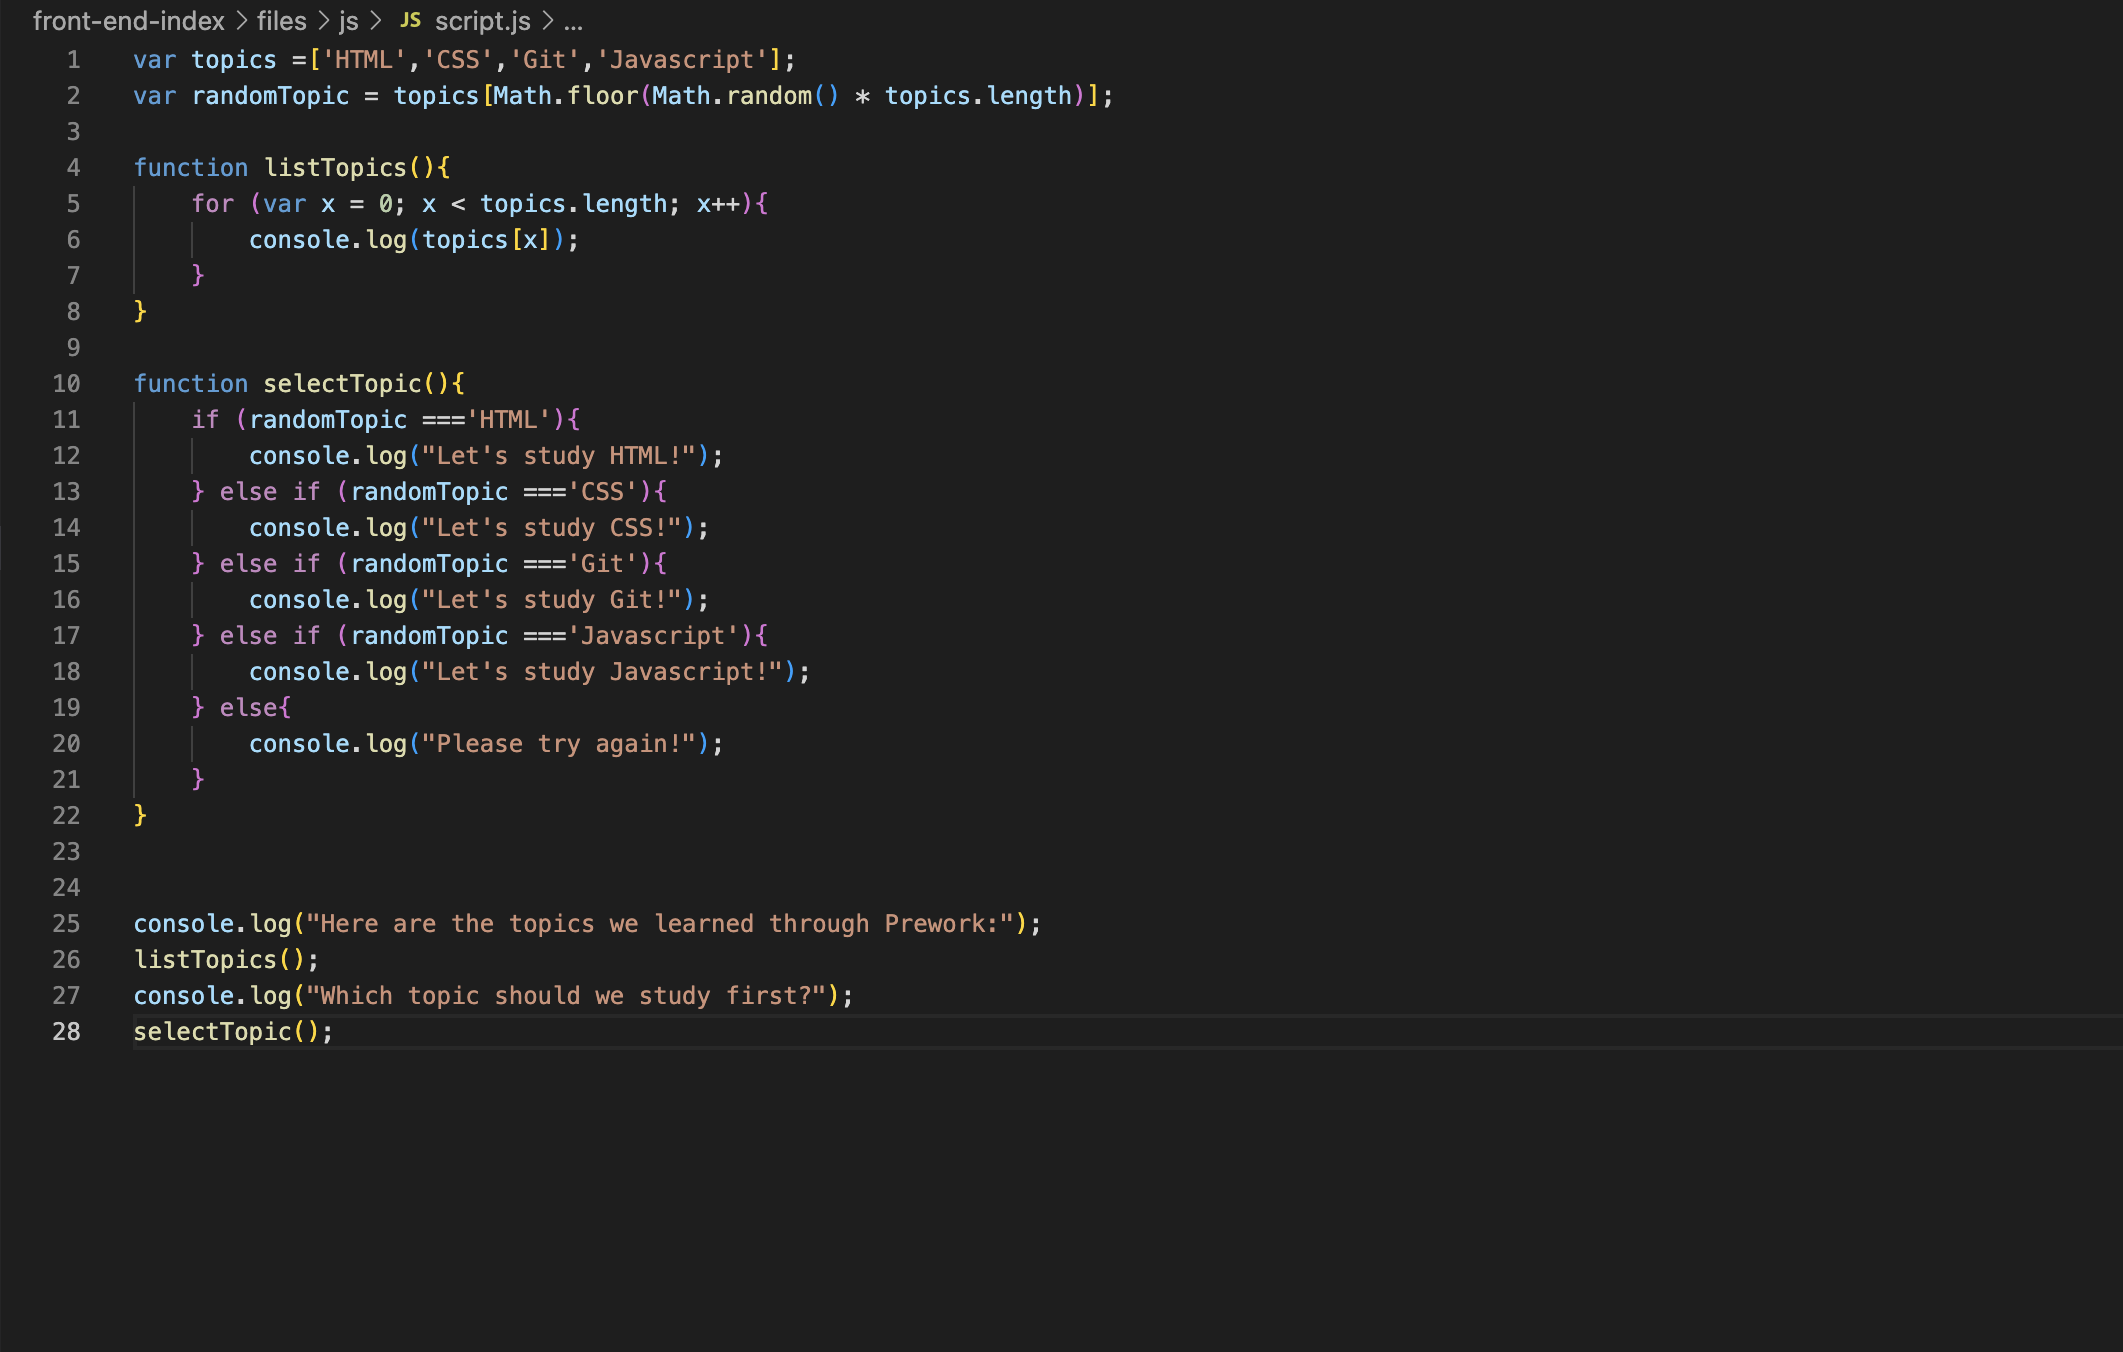 front-end-index > files > js > JS script.js > ...
1 var topics =['HTML','CSS','Git','Javascript'];
2 var randomTopic = topics[Math.floor(Math.random() * topics.length)];
3
4 function listTopics(){
5     for (var x = 0; x < topics.length; x++){
6         console.log(topics[x]);
7     }
8 }
9
10 function selectTopic(){
11     if (randomTopic ==='HTML'){
12         console.log("Let's study HTML!");
13     } else if (randomTopic ==='CSS'){
14         console.log("Let's study CSS!");
15     } else if (randomTopic ==='Git'){
16         console.log("Let's study Git!");
17     } else if (randomTopic ==='Javascript'){
18         console.log("Let's study Javascript!");
19     } else{
20         console.log("Please try again!");
21     }
22 }
23
24
25 console.log("Here are the topics we learned through Prework:");
26 listTopics();
27 console.log("Which topic should we study first?");
28 selectTopic();